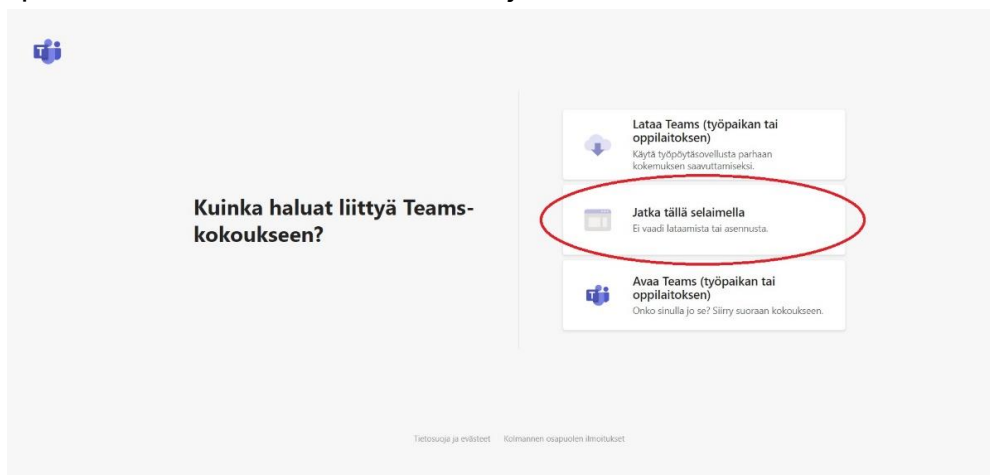 Kuinka haluat liittyä Teams-
kokoukseen?
Lataa Teams (työpaikan tai
oppilaitoksen)
Käytä työpöytäsovellusta parhaan
kokemuksen saavuttamiseksi.
Jatka tällä selaimella
Ei vaadi lataamista tai asennusta.
Avaa Teams (työpaikan tai
oppilaitoksen)
Onko sinulla jo se? Siirry suoraan kokoukseen.
Tietosuoja ja evästeet Kolmannen osapuolen ilmoitukset